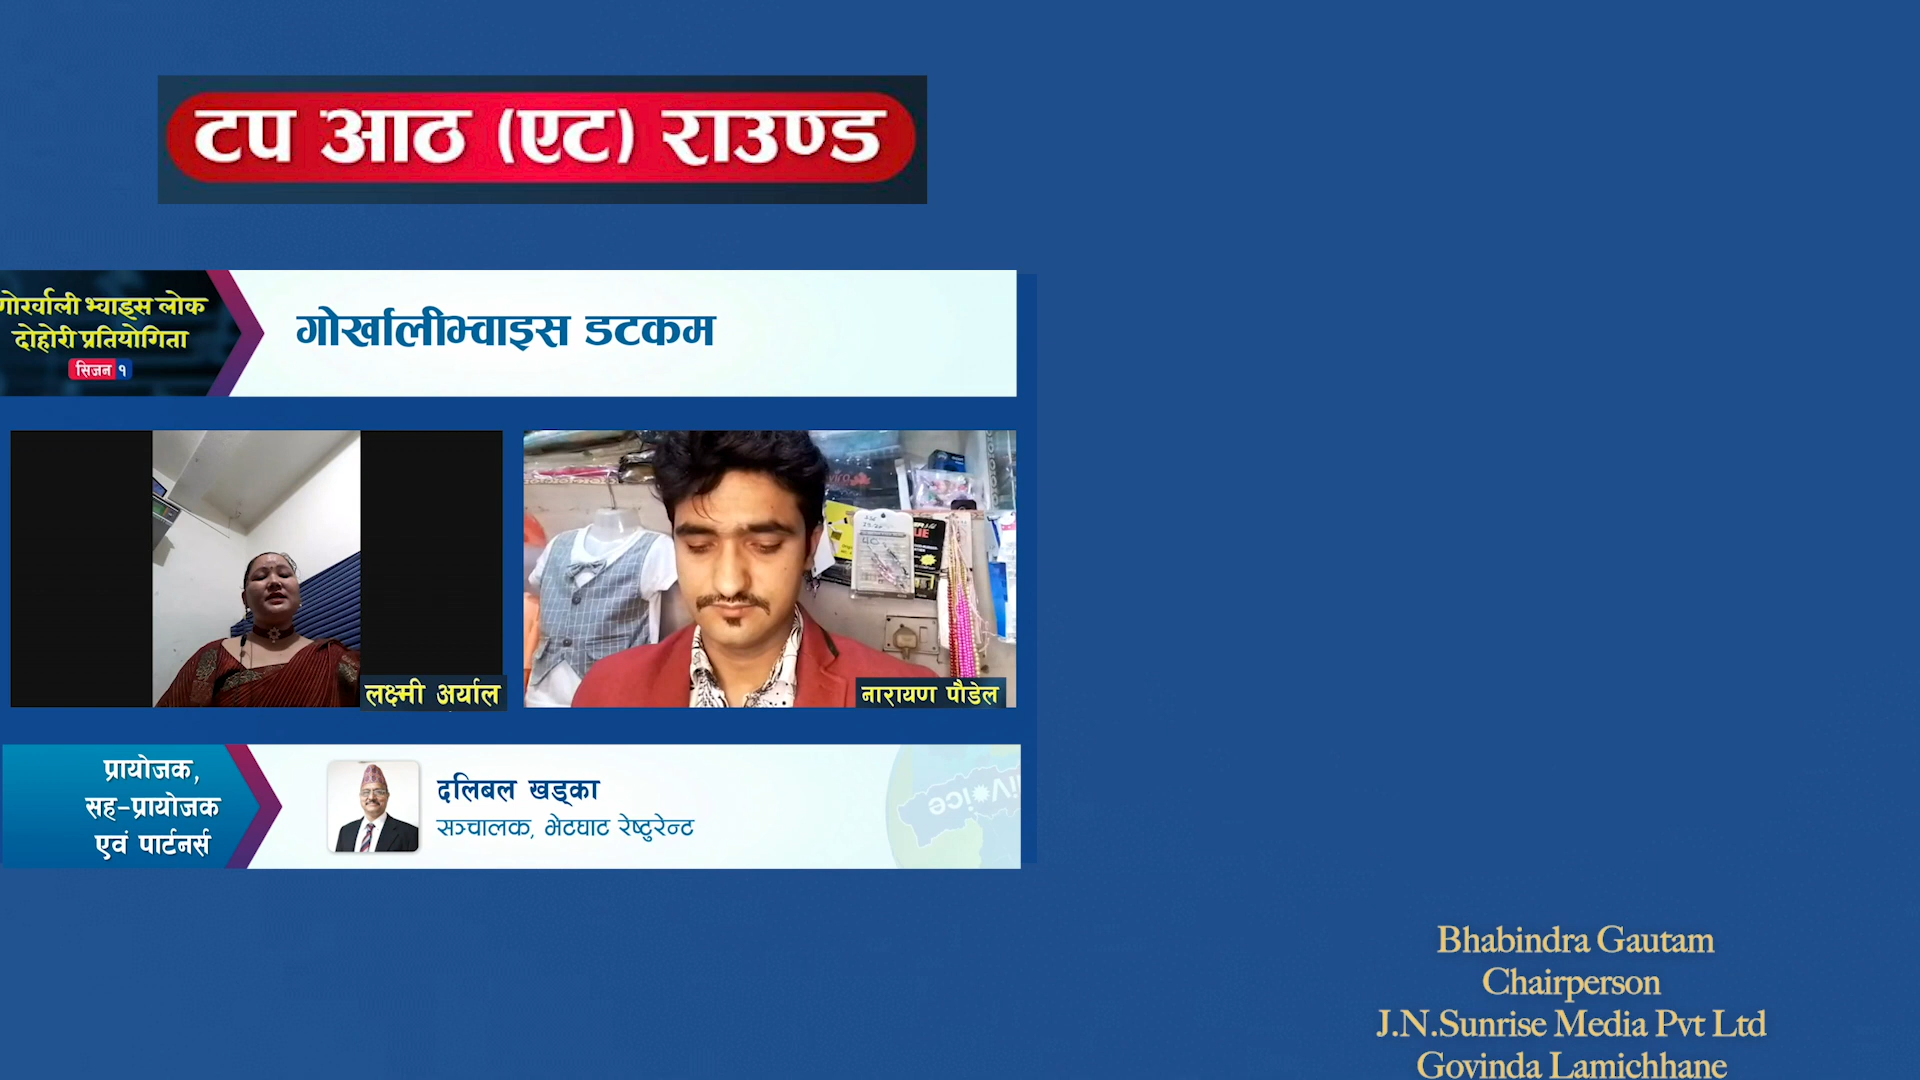 टप आठ (एट) राउण्ड
गोर्खाली भ्वाइस लोक
दोहोरी प्रतियोगिता
सिजन १
गोर्खालीभ्वाइस डटकम
लक्ष्मी अर्याल
नारायण पौडेल
प्रायोजक,
सह-प्रायोजक
एवं पार्टनर्स
दलिबल खड्का
सञ्चालक, भेटघाट रेष्टुरेन्ट
Bhabindra Gautam
Chairperson
J.N.Sunrise Media Pvt Ltd
Govinda Lamichhane